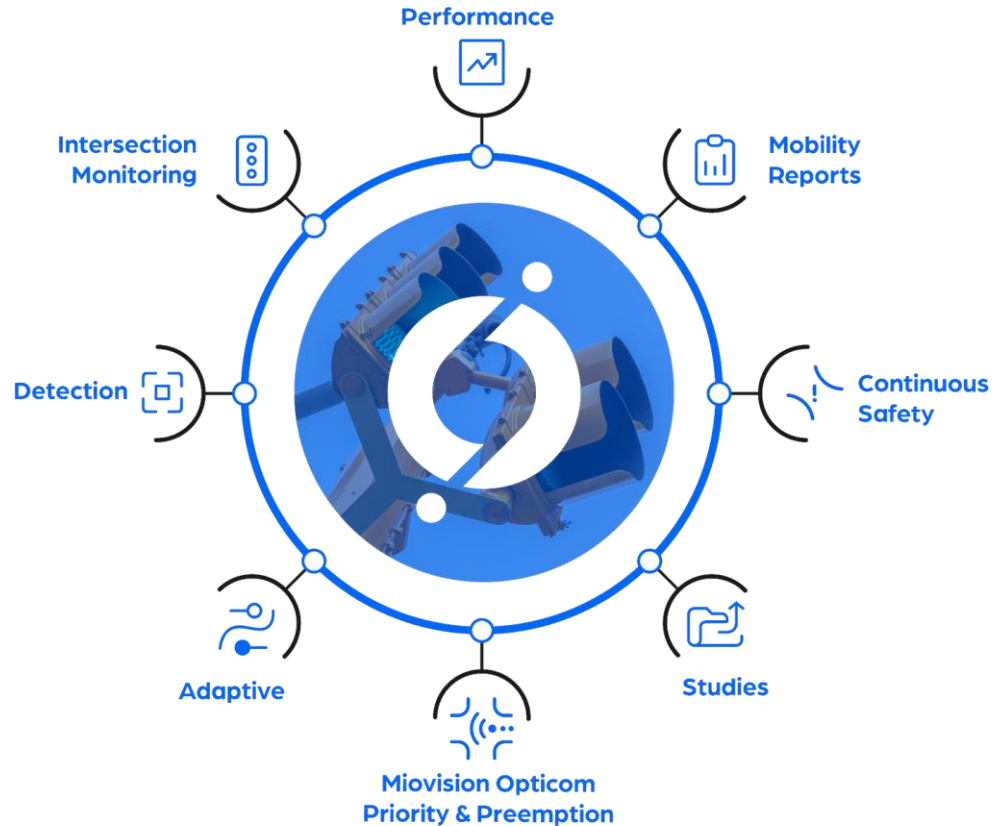 Performance
Intersection
Monitoring
Mobility
Reports
Detection
Continuous
Safety
Adaptive
Studies
Miovision Opticom
Priority & Preemption